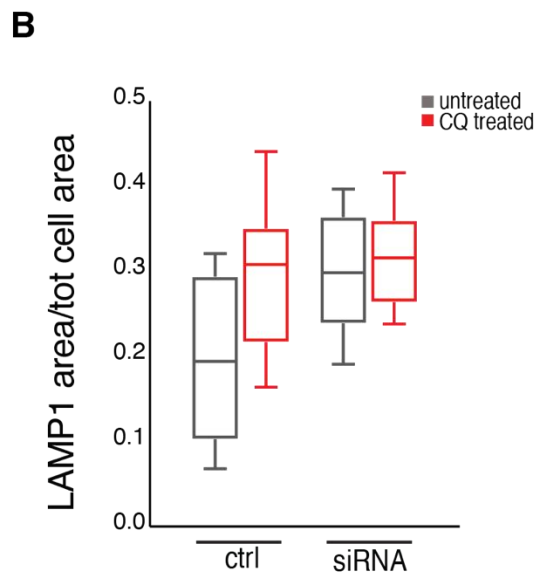 B
untreated
CQ treated
LAMP1 area/tot cell area
0.5
0.4
0.3
0.2
0.1
0.0
ctrl
siRNA